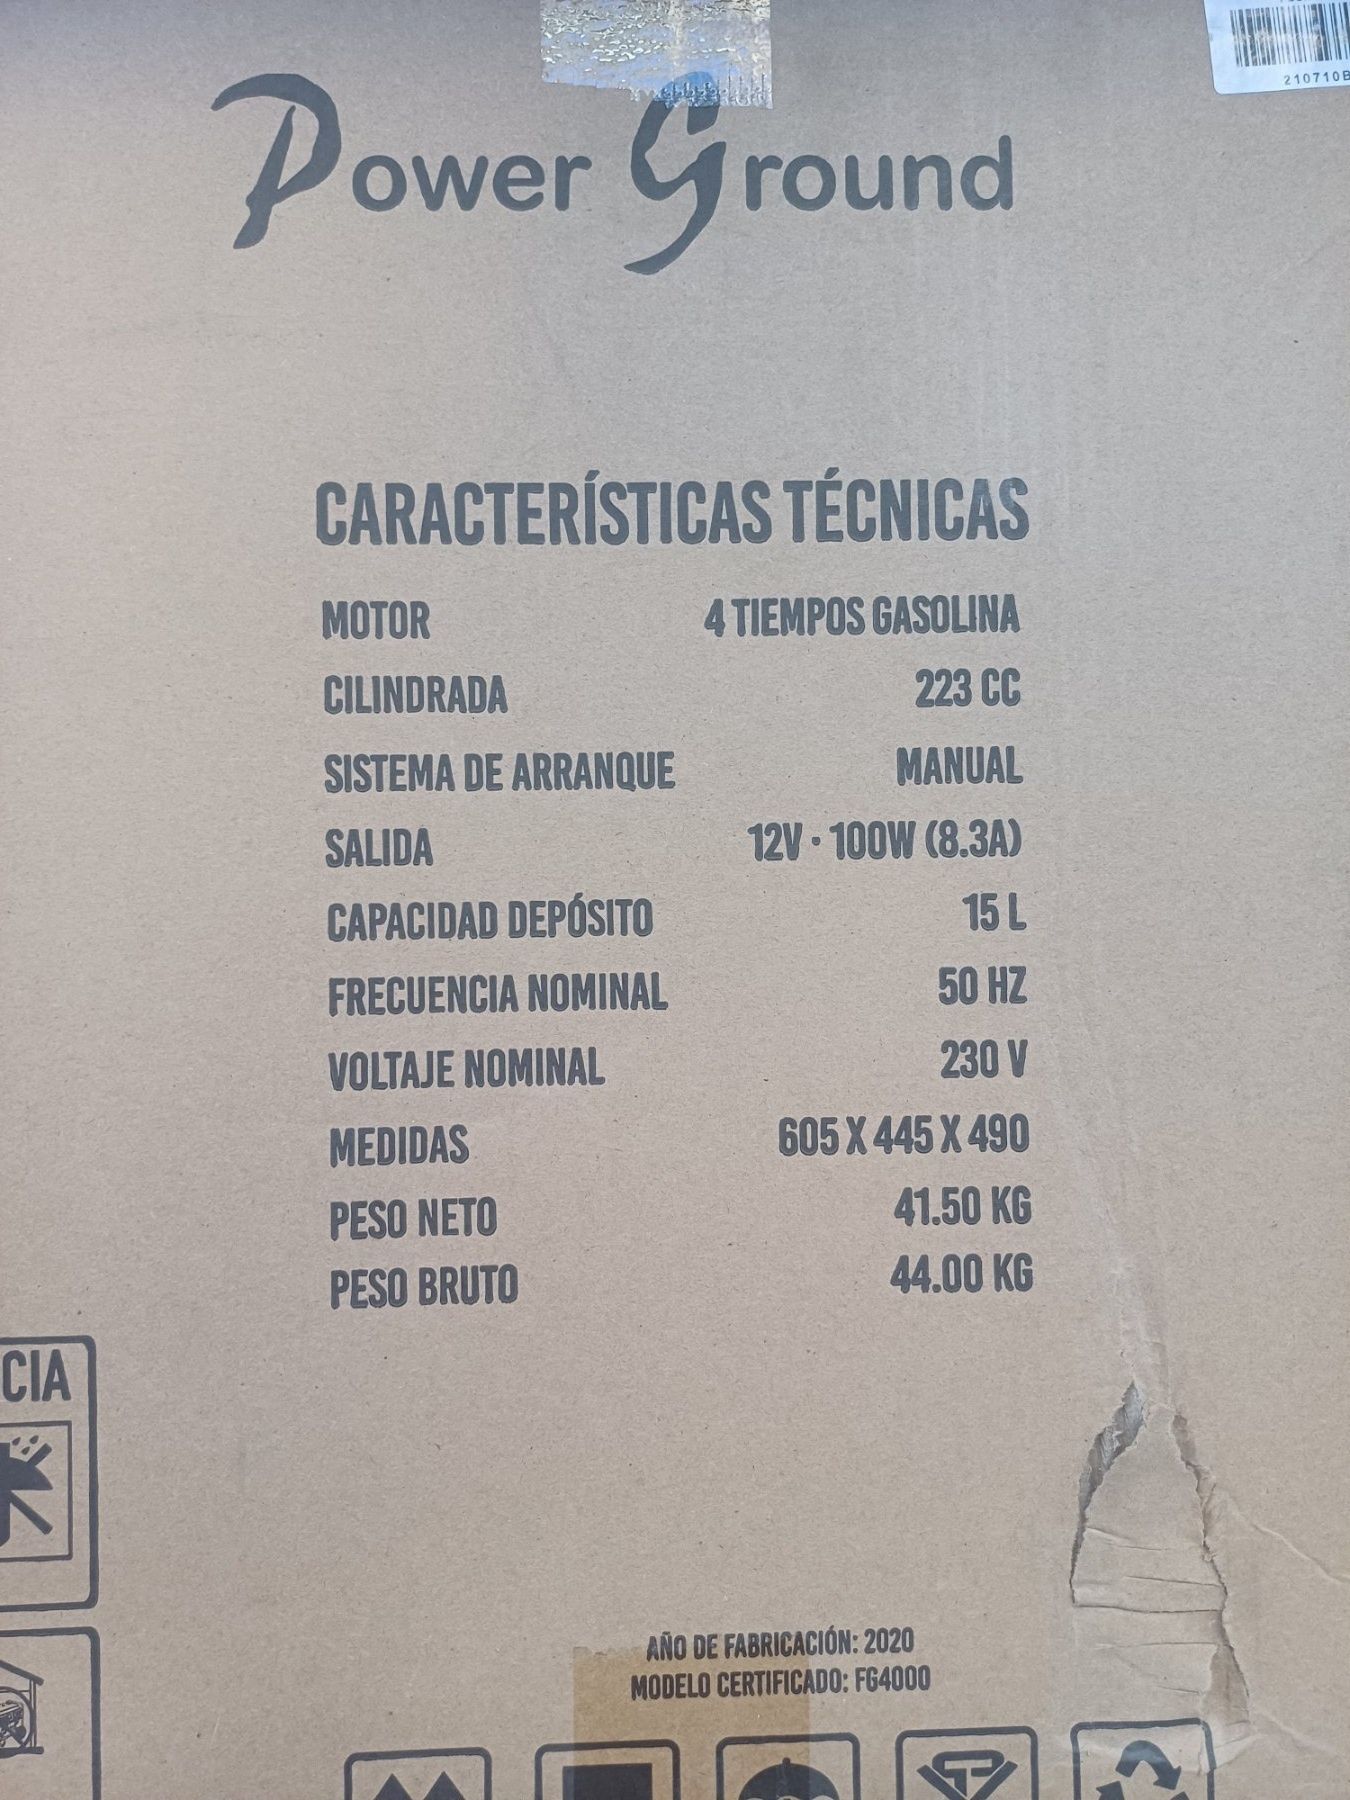 210710B
Power Ground
CARACTERÍSTICAS TÉCNICAS
MOTOR 4 TIEMPOS GASOLINA
CILINDRADA 223 CC
SISTEMA DE ARRANQUE MANUAL
SALIDA 12V · 100W (8.3A)
CAPACIDAD DEPÓSITO 15 L
FRECUENCIA NOMINAL 50 HZ
VOLTAJE NOMINAL 230 V
MEDIDAS 605 X 445 X 490
PESO NETO 41.50 KG
PESO BRUTO 44.00 KG
CIA
AÑO DE FABRICACIÓN: 2020
MODELO CERTIFICADO: FG4000